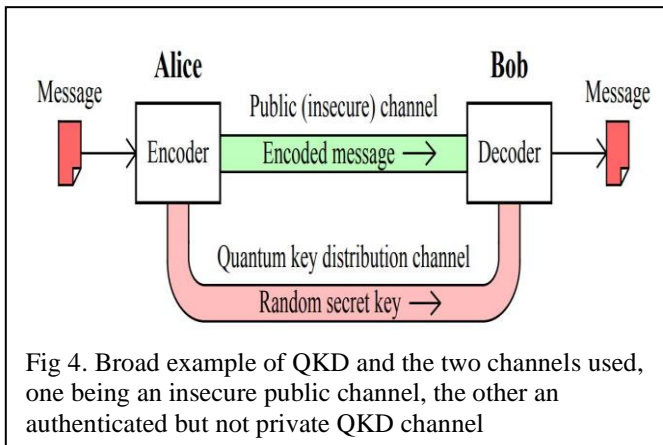 Alice
Bob
Message
Message
Public (insecure) channel
Encoder
Encoded message →
Decoder
Quantum key distribution channel
Random secret key →
Fig 4. Broad example of QKD and the two channels used,
one being an insecure public channel, the other an
authenticated but not private QKD channel